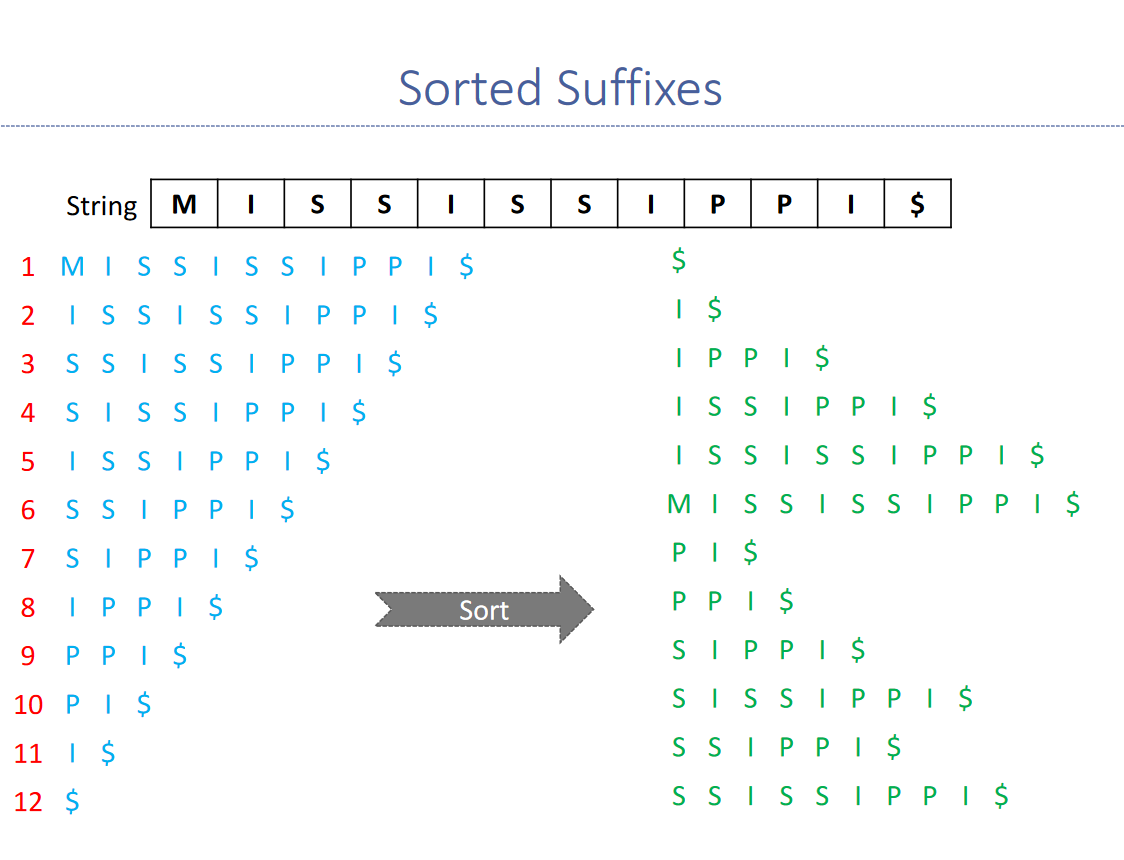 Sorted Suffixes
String M I S S I S S I P P I $
1 M I S S I S S I P P I $
2 I S S I S S I P P I $
3 S S I S S I P P I $
4 S I S S I P P I $
5 I S S I P P I $
6 S S I P P I $
7 S I P P I $
8 I P P I $
9 P P I $
10 P I $
11 I $
12 $
Sort
$
I $
I P P I $
I S S I P P I $
I S S I S S I P P I $
M I S S I S S I P P I $
P I $
P P I $
S I P P I $
S I S S I P P I $
S S I P P I $
S S I S S I P P I $